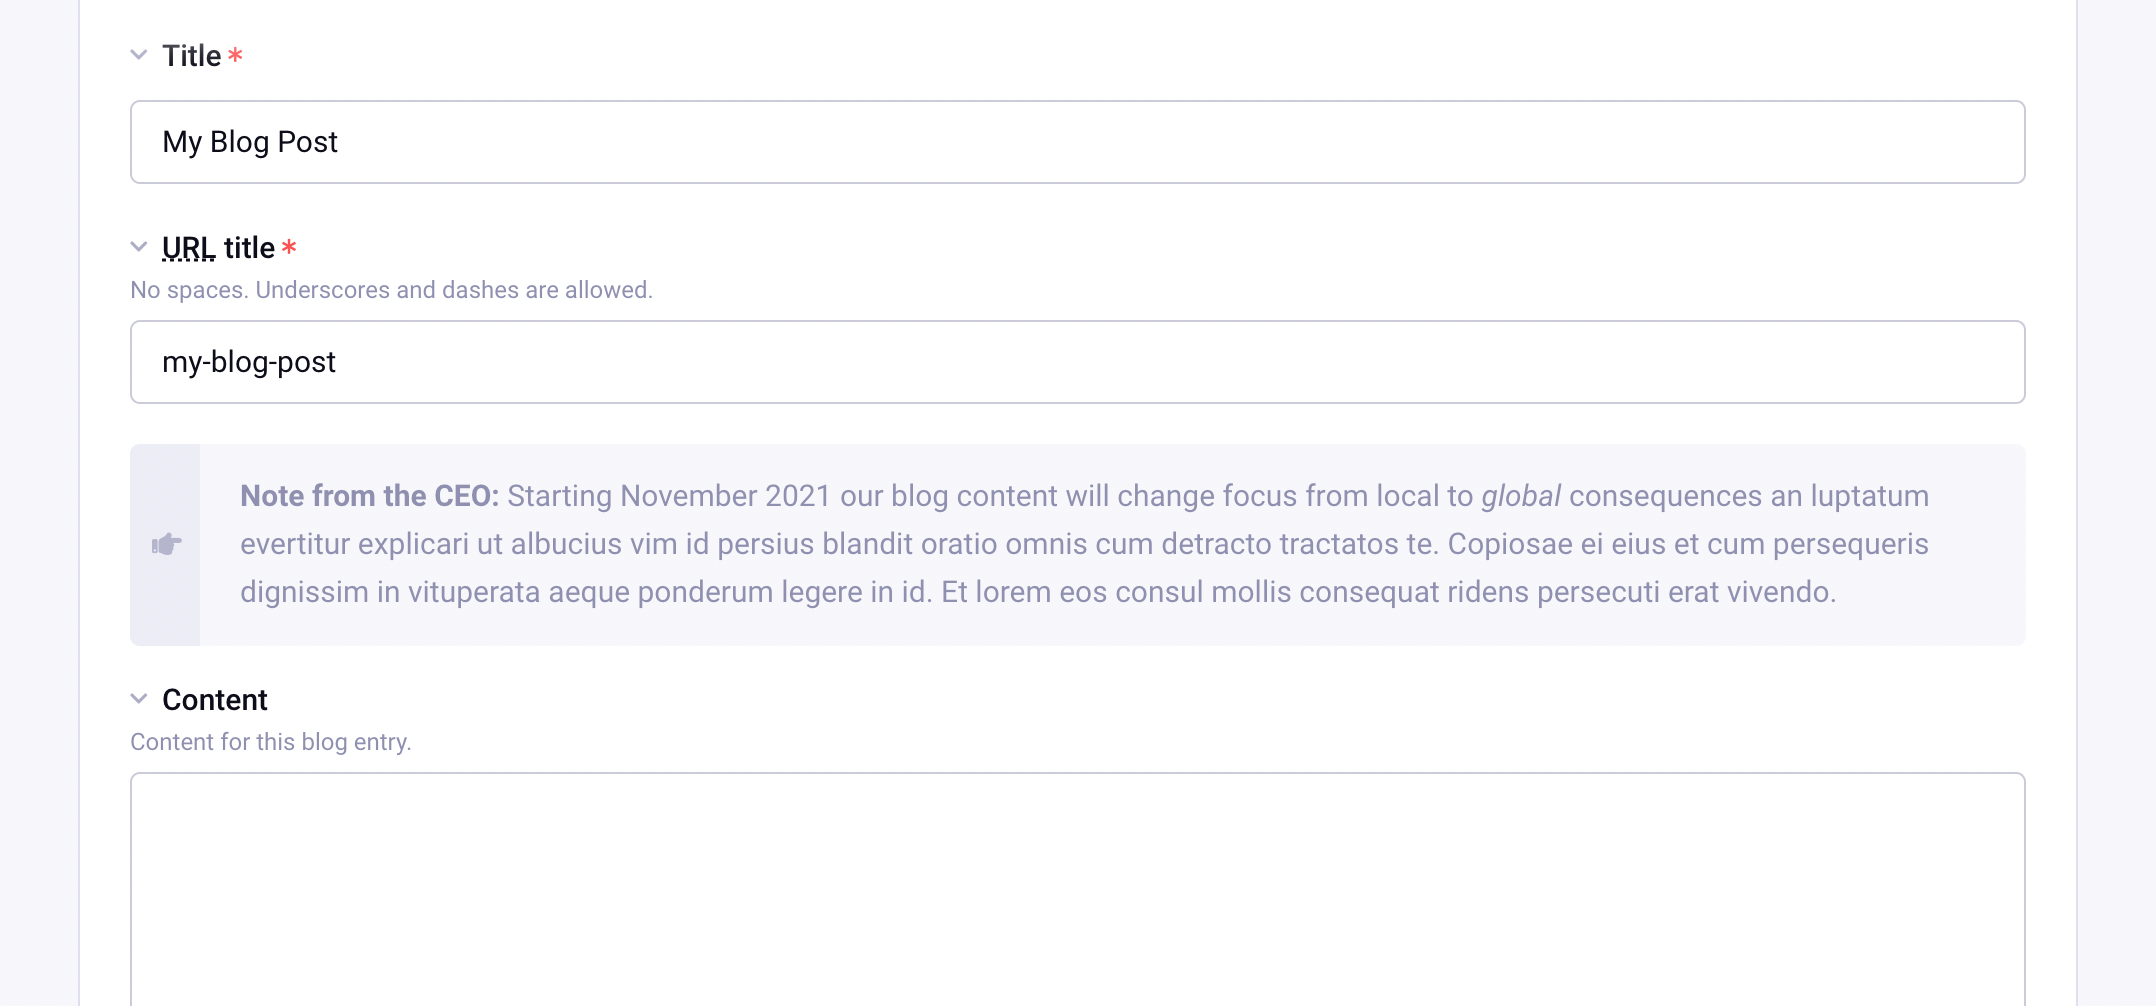 Title *
My Blog Post
URL title *
No spaces. Underscores and dashes are allowed.
my-blog-post
Note from the CEO: Starting November 2021 our blog content will change focus from local to global consequences an luptatum
evertitur explicari ut albucius vim id persius blandit oratio omnis cum detracto tractatos te. Copiosae ei eius et cum persequeris
dignissim in vituperata aeque ponderum legere in id. Et lorem eos consul mollis consequat ridens persecuti erat vivendo.
Content
Content for this blog entry.